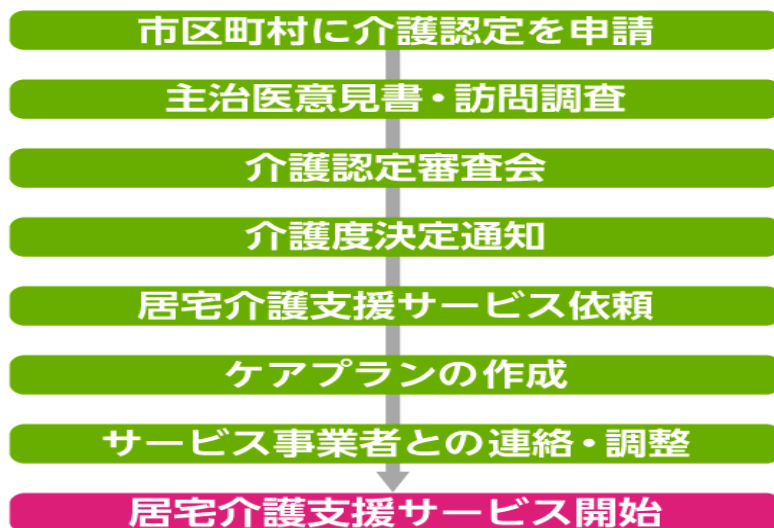 市区町村に介護認定を申請
主治医意見書・訪問調査
介護認定審査会
介護度決定通知
居宅介護支援サービス依頼
ケアプランの作成
サービス事業者との連絡・調整
居宅介護支援サービス開始